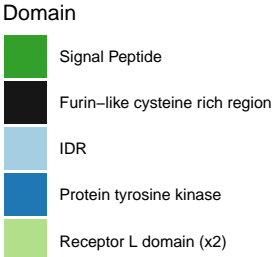 Domain
Signal Peptide
Furin−like cysteine rich region
IDR
Protein tyrosine kinase
Receptor L domain (x2)